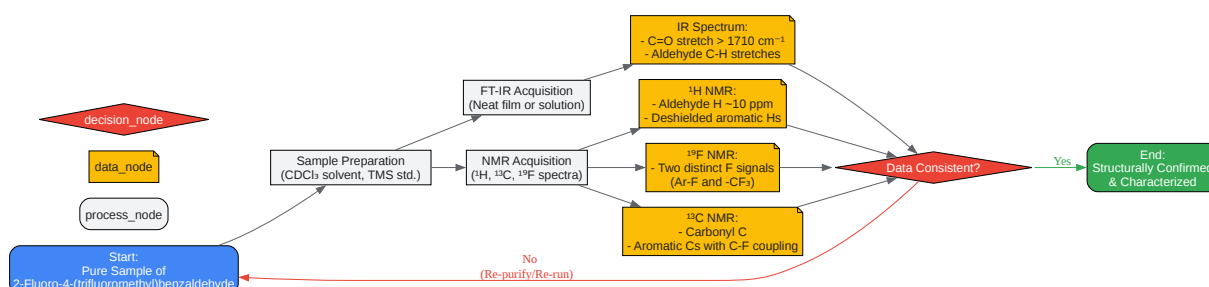 decision_node
data_node
process_node
Start:
Pure Sample of
2-Fluoro-4-(trifluoromethyl)benzaldehyde
Sample Preparation
(CDCl₃ solvent, TMS std.)
FT-IR Acquisition
(Neat film or solution)
NMR Acquisition
(¹H, ¹³C, ¹⁹F spectra)
IR Spectrum:
- C=O stretch > 1710 cm⁻¹
- Aldehyde C-H stretches
¹H NMR:
- Aldehyde H ~10 ppm
- Deshielded aromatic Hs
¹⁹F NMR:
- Two distinct F signals
(Ar-F and -CF₃)
¹³C NMR:
- Carbonyl C
- Aromatic Cs with C-F coupling
Data Consistent?
Yes
End:
Structurally Confirmed
& Characterized
No
(Re-purify/Re-run)